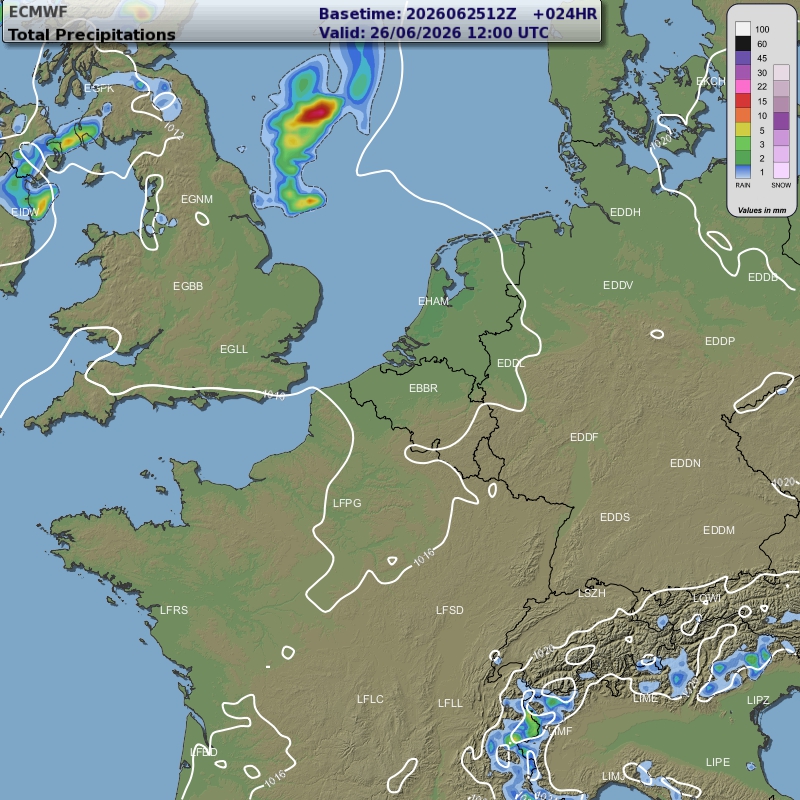 ECMWF
Basetime: 2026062512Z +024HR
Total Precipitations
Valid: 26/06/2026 12:00 UTC
100
60
45
30
22
15
10
5
3
2
1
RAIN SNOW
Values in mm
EGPK
EKCH
1012
1020
EGNM
EIDW
EDDH
EGBB
EDDV
EDDB
EHAM
EDDP
EGLL
EDDL
EBBR
1016
EDDF
EDDN
1020
LFPG
EDDS
EDDM
1016
LSZH
LOWI
LFRS
LFSD
1020
LFLC
LFLL
LIME
LIPZ
LIMF
LFBD
LIPE
LIMJ
1016